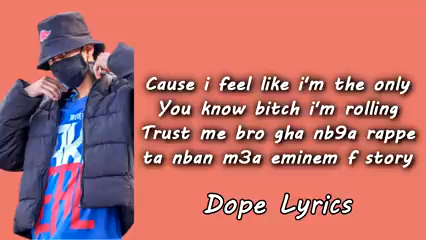 Cause i feel like i'm the only
You know bitch i'm rolling
Trust me bro gha nb9a rappe
ta nban m3a eminem f story
Dope Lyrics